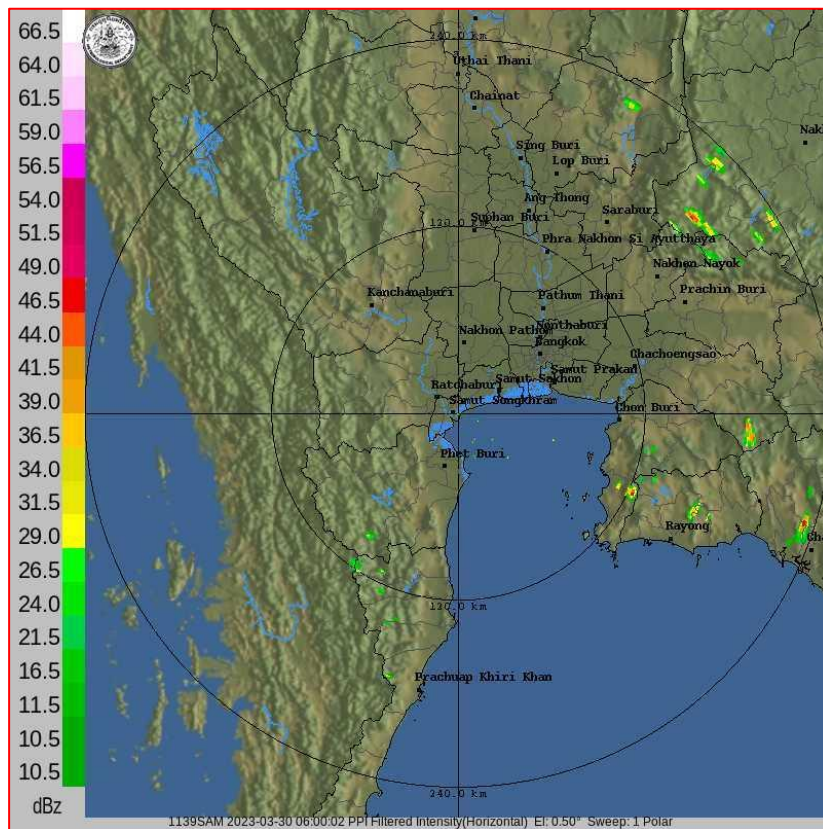 66.5
64.0
61.5
59.0
56.5
54.0
51.5
49.0
46.5
44.0
41.5
39.0
36.5
34.0
31.5
29.0
26.5
24.0
21.5
16.5
11.5
10.5
10.5
dBz
240.0 km
Uthai Thani
Chainat
Sing Buri
Lop Buri
Ang Thong
Suphan Buri
Saraburi
120.0 km
Phra Nakhon Si Ayutthaya
Nakhon Nayok
Prachin Buri
Kanchanaburi
Pathum Thani
Nonthaburi
Nakhon Pathom
Bangkok
Chachoengsao
Samut Prakan
Samut Sakhon
Ratchaburi
Samut Songkhram
Chon Buri
Phet Buri
Rayong
120.0 km
Prachuap Khiri Khan
240.0 km
1139SAM 2023-03-30 06:00:02 PPI Filtered Intensity(Horizontal) El: 0.50° Sweep: 1 Polar